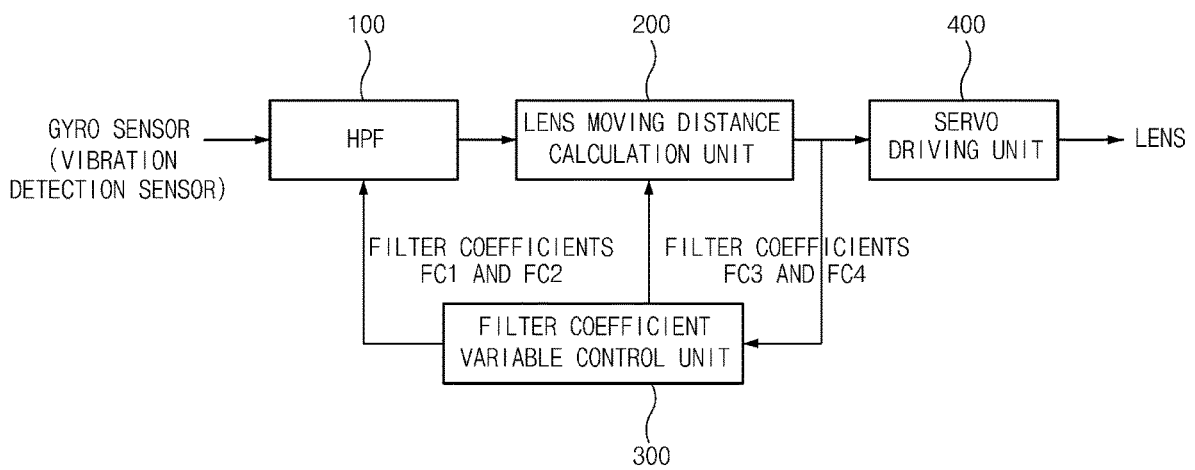 100
200
400
GYRO SENSOR
(VIBRATION
DETECTION SENSOR)
HPF
LENS MOVING DISTANCE
CALCULATION UNIT
SERVO
DRIVING UNIT
LENS
FILTER COEFFICIENTS
FC1 AND FC2
FILTER COEFFICIENTS
FC3 AND FC4
FILTER COEFFICIENT
VARIABLE CONTROL UNIT
300